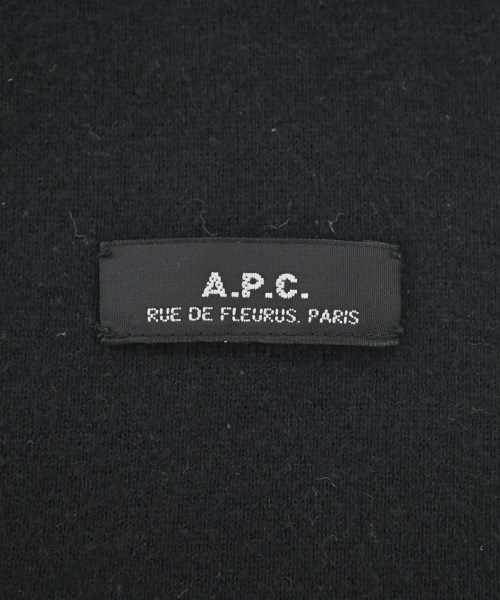 A.P.C.
RUE DE FLEURUS. PARIS